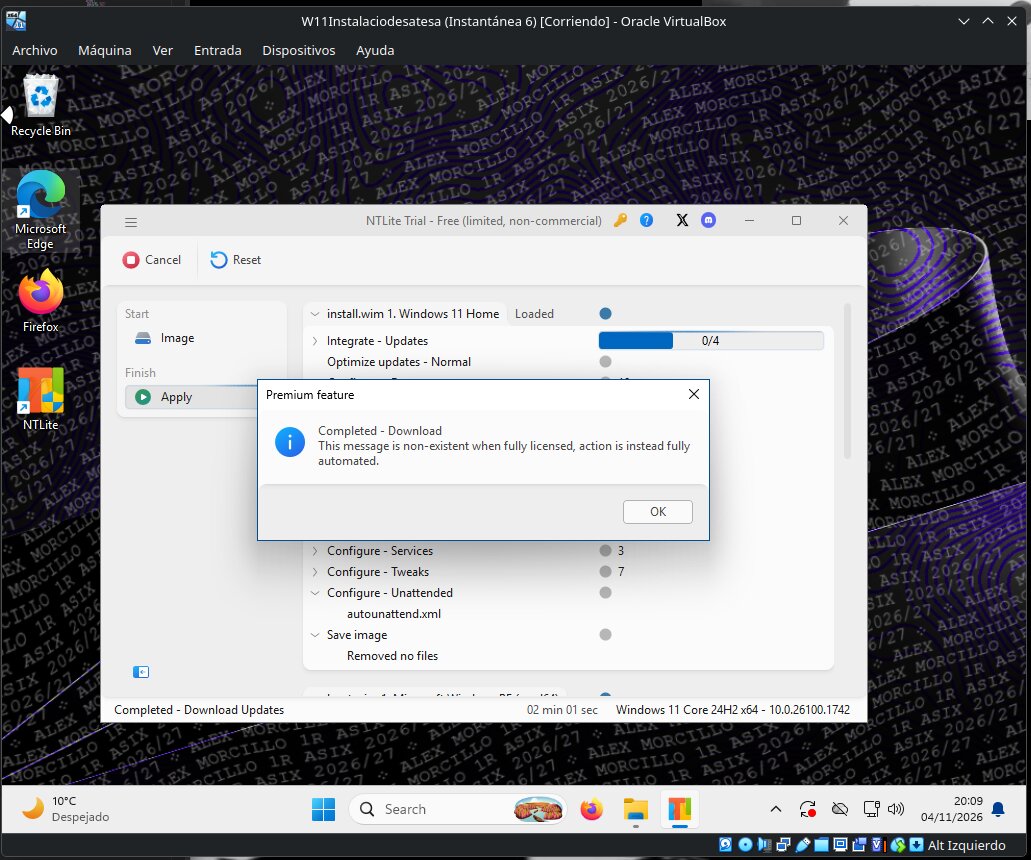 W11Instalaciodesatesa (Instantánea 6) [Corriendo] - Oracle VirtualBox
Archivo Máquina Ver Entrada Dispositivos Ayuda
ALEX MORCILLO 1R ASIX 2026/27
Recycle Bin
Microsoft
Edge
Firefox
NTLite
NTLite Trial - Free (limited, non-commercial)
Cancel Reset
Start
Image
Finish
Apply
install.wim 1. Windows 11 Home Loaded
Integrate - Updates 0/4
Optimize updates - Normal
Premium feature
Completed - Download
This message is non-existent when fully licensed, action is instead fully
automated.
OK
Configure - Services 3
Configure - Tweaks 7
Configure - Unattended
autounattend.xml
Save image
Removed no files
Completed - Download Updates 02 min 01 sec Windows 11 Core 24H2 x64 - 10.0.26100.1742
10°C
Despejado
Search
20:09
04/11/2026
Alt Izquierdo